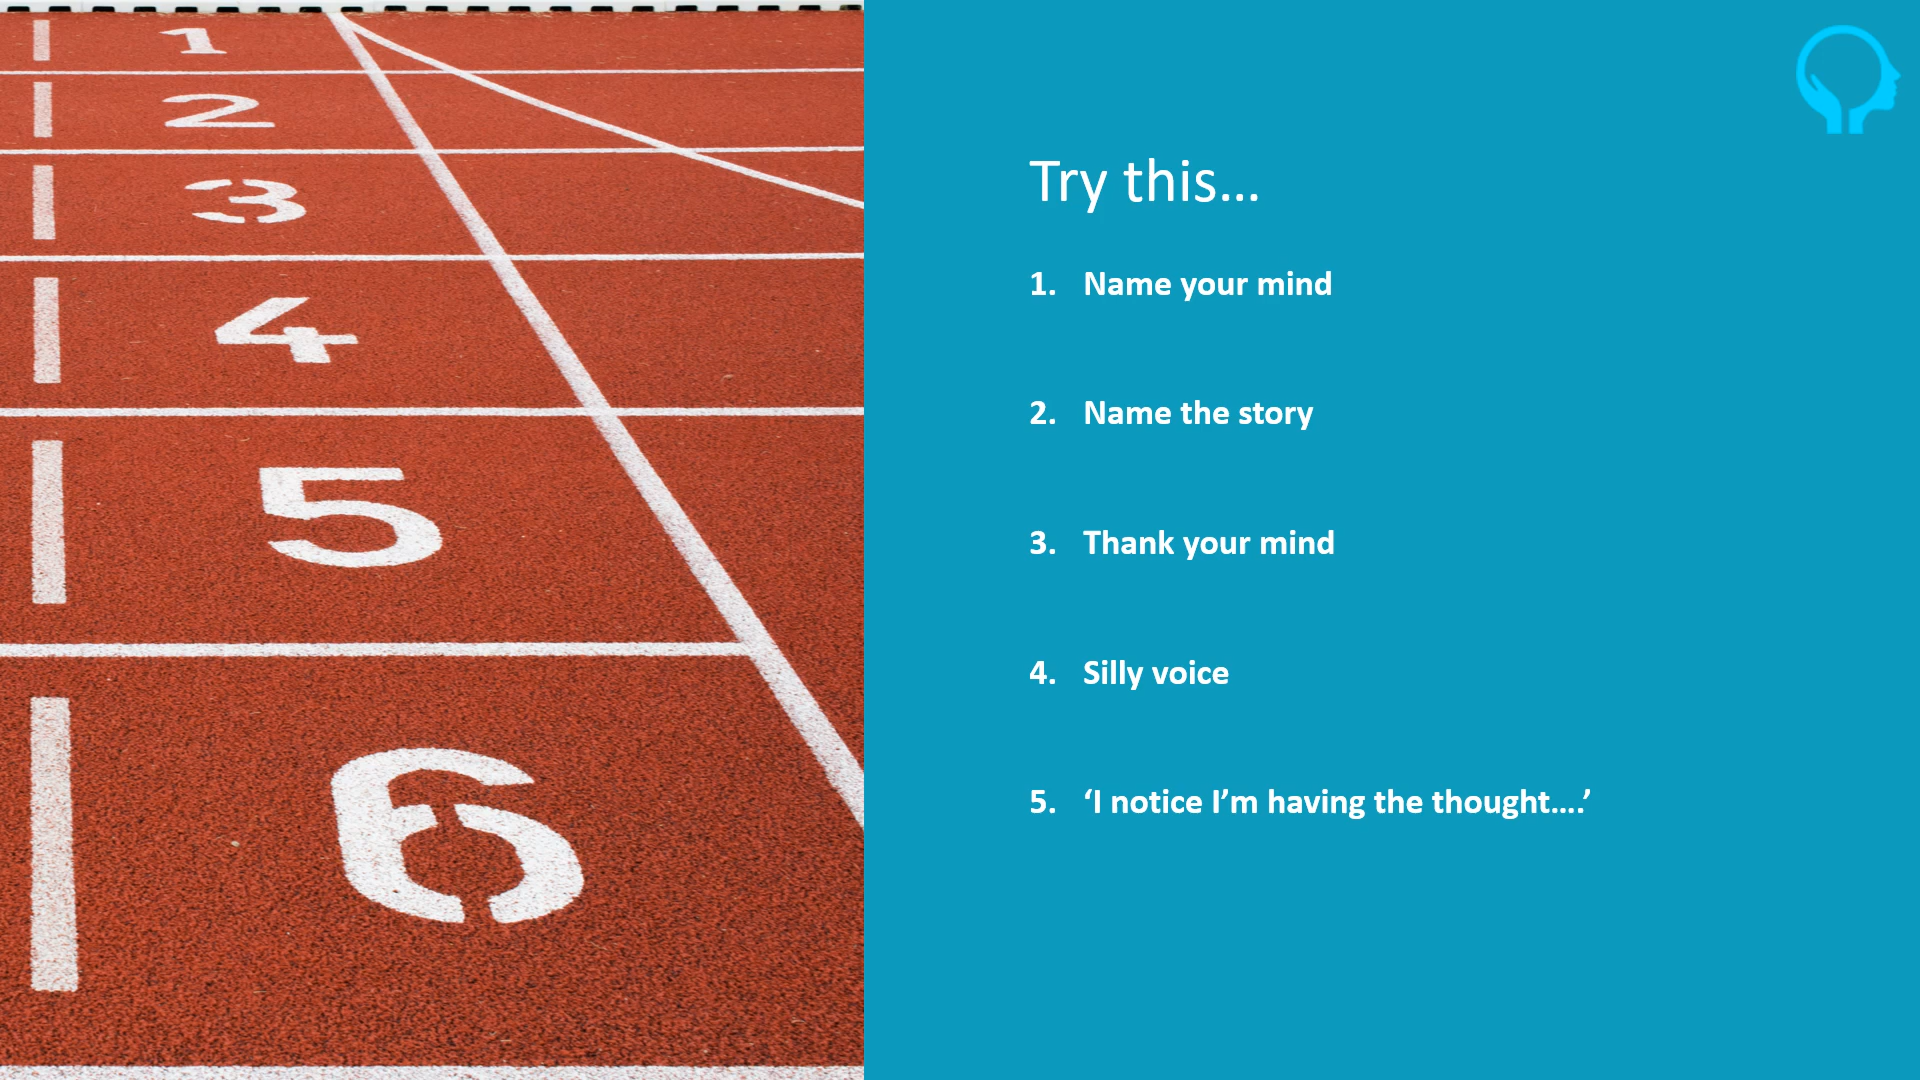 1
2
3
4
5
6
Try this...
1. Name your mind
2. Name the story
3. Thank your mind
4. Silly voice
5. ‘I notice I’m having the thought....’